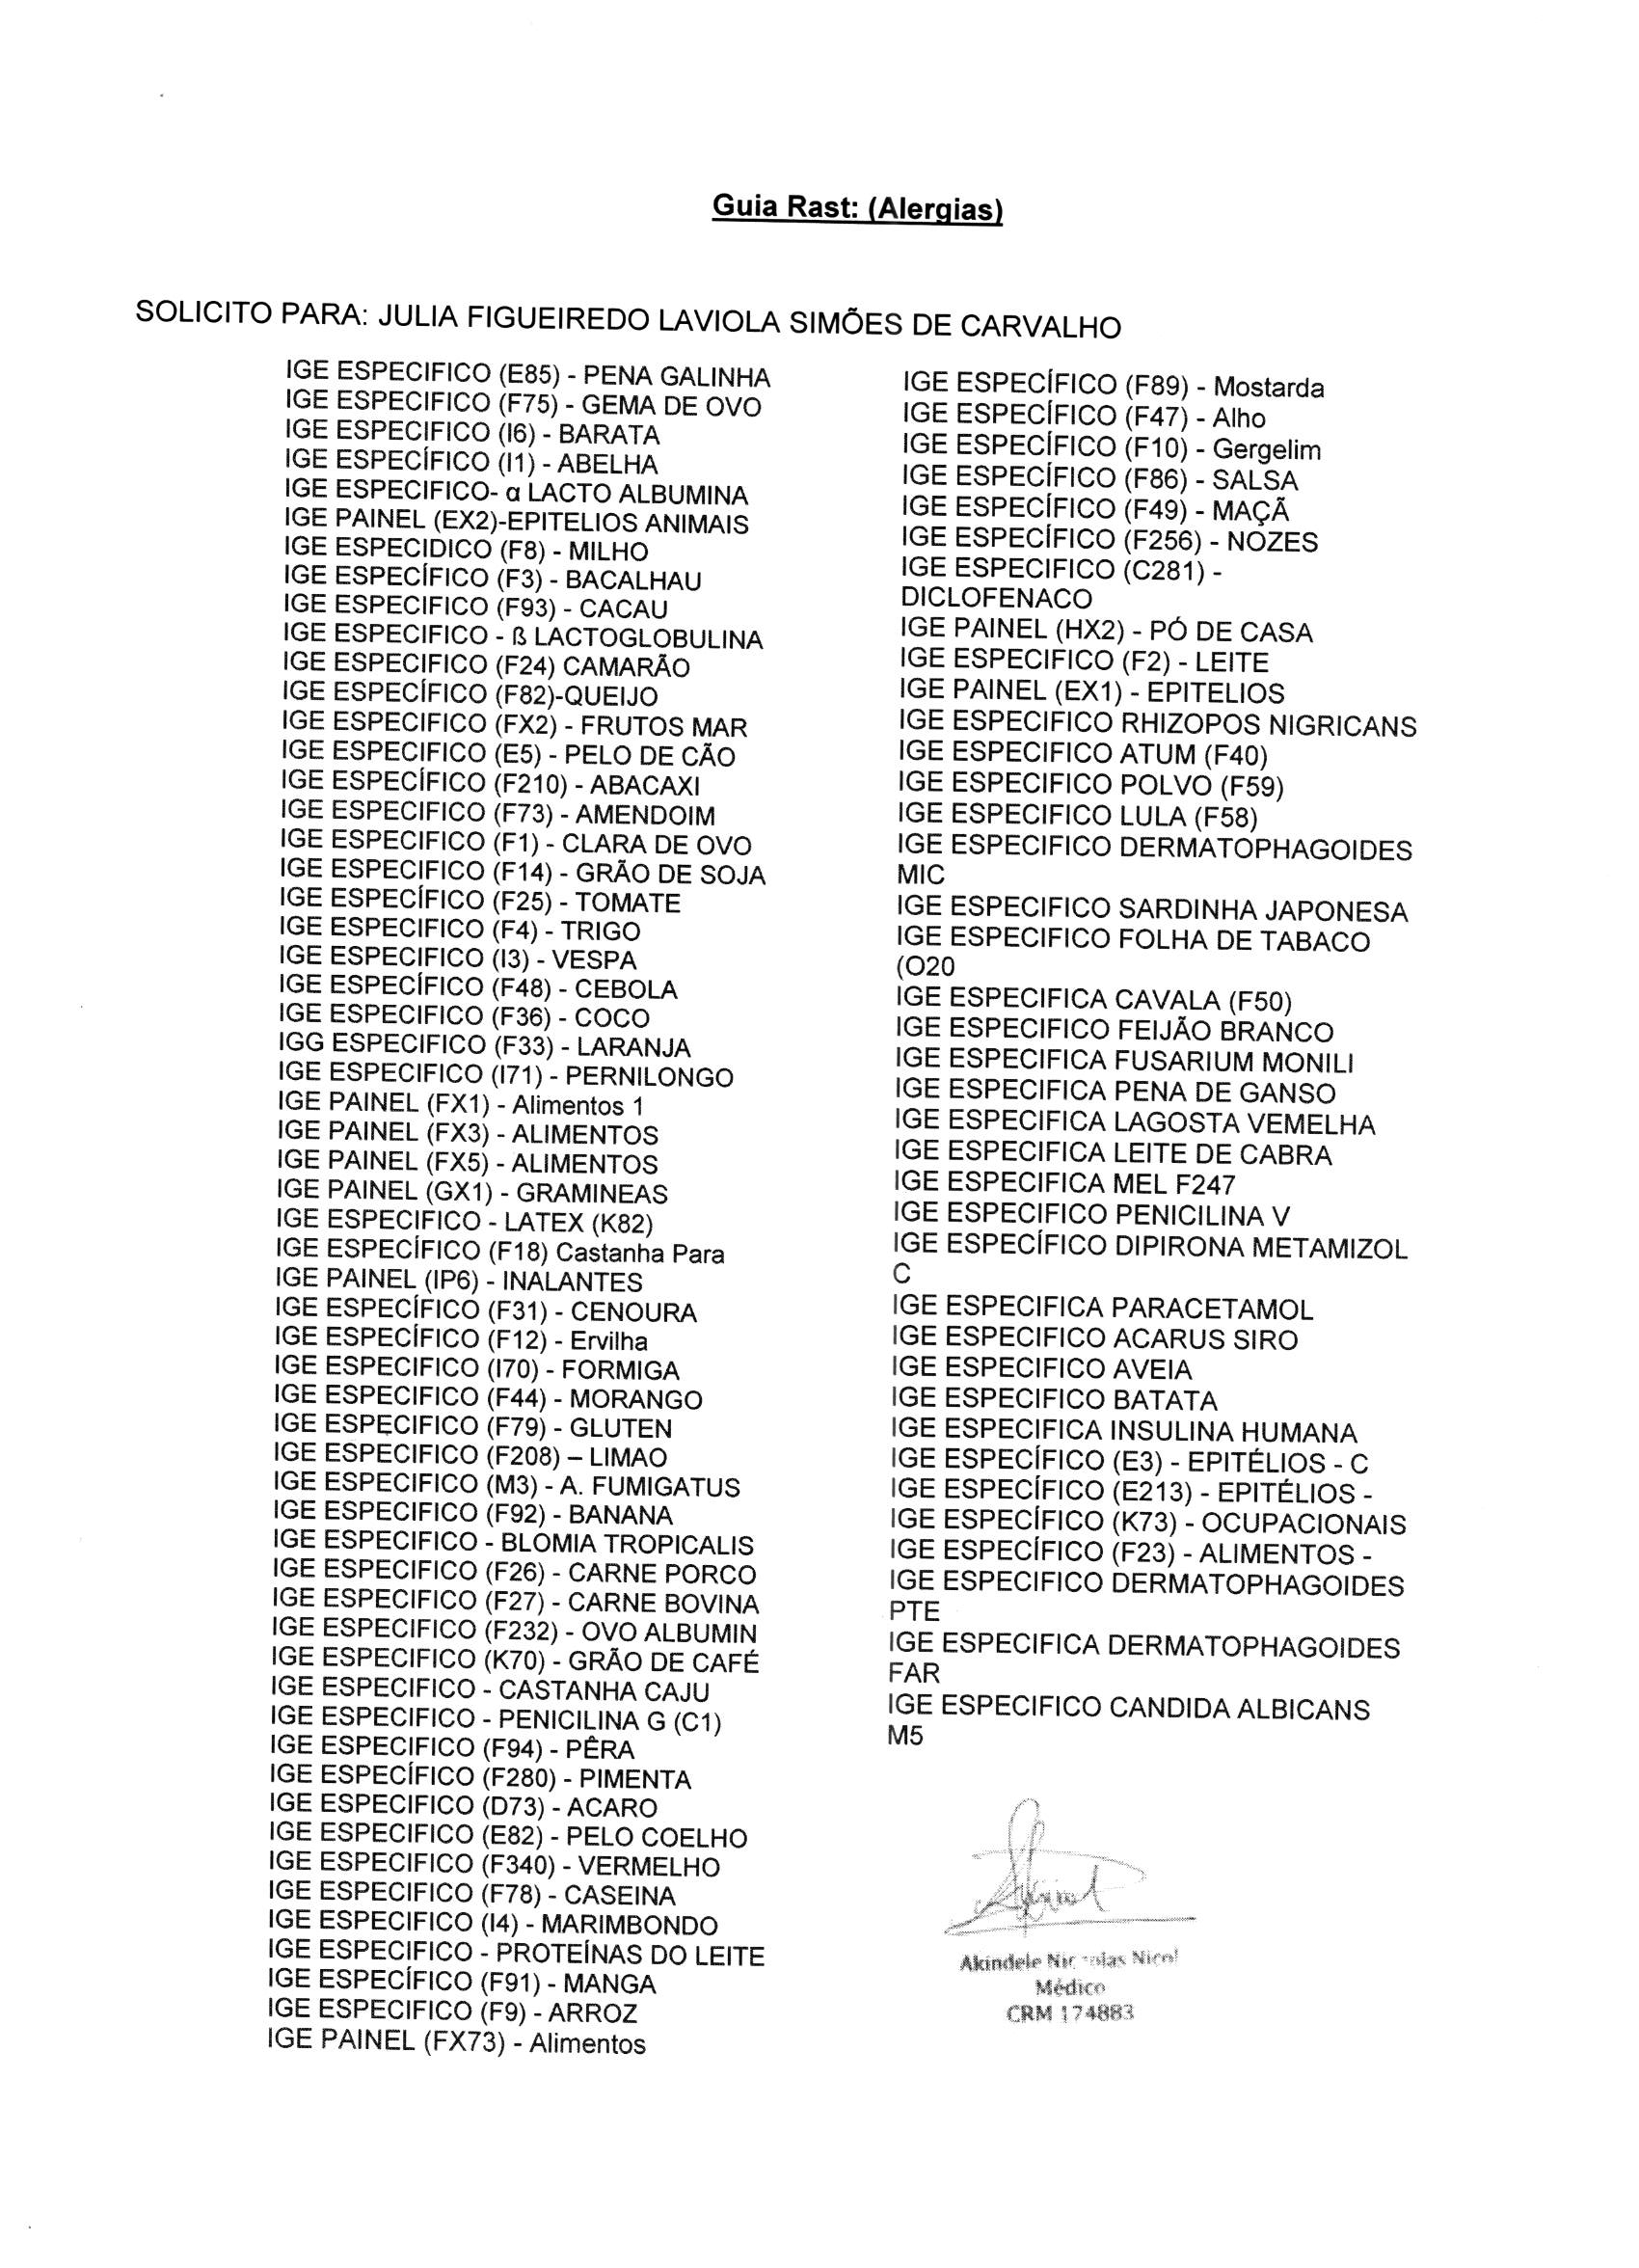 Guia Rast: (Alergias)
SOLICITO PARA: JULIA FIGUEIREDO LAVIOLA SIMÕES DE CARVALHO
IGE ESPECIFICO (E85) - PENA GALINHA
IGE ESPECIFICO (F75) - GEMA DE OVO
IGE ESPECIFICO (I6) - BARATA
IGE ESPECÍFICO (I1) - ABELHA
IGE ESPECIFICO- α LACTO ALBUMINA
IGE PAINEL (EX2)-EPITELIOS ANIMAIS
IGE ESPECIDICO (F8) - MILHO
IGE ESPECÍFICO (F3) - BACALHAU
IGE ESPECIFICO (F93) - CACAU
IGE ESPECIFICO - ß LACTOGLOBULINA
IGE ESPECIFICO (F24) CAMARÃO
IGE ESPECÍFICO (F82)-QUEIJO
IGE ESPECIFICO (FX2) - FRUTOS MAR
IGE ESPECIFICO (E5) - PELO DE CÃO
IGE ESPECÍFICO (F210) - ABACAXI
IGE ESPECIFICO (F73) - AMENDOIM
IGE ESPECIFICO (F1) - CLARA DE OVO
IGE ESPECIFICO (F14) - GRÃO DE SOJA
IGE ESPECÍFICO (F25) - TOMATE
IGE ESPECIFICO (F4) - TRIGO
IGE ESPECIFICO (I3) - VESPA
IGE ESPECÍFICO (F48) - CEBOLA
IGE ESPECIFICO (F36) - COCO
IGG ESPECIFICO (F33) - LARANJA
IGE ESPECIFICO (I71) - PERNILONGO
IGE PAINEL (FX1) - Alimentos 1
IGE PAINEL (FX3) - ALIMENTOS
IGE PAINEL (FX5) - ALIMENTOS
IGE PAINEL (GX1) - GRAMINEAS
IGE ESPECIFICO - LATEX (K82)
IGE ESPECÍFICO (F18) Castanha Para
IGE PAINEL (IP6) - INALANTES
IGE ESPECÍFICO (F31) - CENOURA
IGE ESPECÍFICO (F12) - Ervilha
IGE ESPECIFICO (I70) - FORMIGA
IGE ESPECIFICO (F44) - MORANGO
IGE ESPECIFICO (F79) - GLUTEN
IGE ESPECIFICO (F208) – LIMAO
IGE ESPECIFICO (M3) - A. FUMIGATUS
IGE ESPECIFICO (F92) - BANANA
IGE ESPECIFICO - BLOMIA TROPICALIS
IGE ESPECIFICO (F26) - CARNE PORCO
IGE ESPECIFICO (F27) - CARNE BOVINA
IGE ESPECIFICO (F232) - OVO ALBUMIN
IGE ESPECIFICO (K70) - GRÃO DE CAFÉ
IGE ESPECIFICO - CASTANHA CAJU
IGE ESPECIFICO - PENICILINA G (C1)
IGE ESPECIFICO (F94) - PÊRA
IGE ESPECÍFICO (F280) - PIMENTA
IGE ESPECIFICO (D73) - ACARO
IGE ESPECIFICO (E82) - PELO COELHO
IGE ESPECIFICO (F340) - VERMELHO
IGE ESPECIFICO (F78) - CASEINA
IGE ESPECIFICO (I4) - MARIMBONDO
IGE ESPECIFICO - PROTEÍNAS DO LEITE
IGE ESPECÍFICO (F91) - MANGA
IGE ESPECIFICO (F9) - ARROZ
IGE PAINEL (FX73) - Alimentos
IGE ESPECÍFICO (F89) - Mostarda
IGE ESPECÍFICO (F47) - Alho
IGE ESPECÍFICO (F10) - Gergelim
IGE ESPECÍFICO (F86) - SALSA
IGE ESPECÍFICO (F49) - MAÇÃ
IGE ESPECÍFICO (F256) - NOZES
IGE ESPECIFICO (C281) -
DICLOFENACO
IGE PAINEL (HX2) - PÓ DE CASA
IGE ESPECIFICO (F2) - LEITE
IGE PAINEL (EX1) - EPITELIOS
IGE ESPECIFICO RHIZOPOS NIGRICANS
IGE ESPECIFICO ATUM (F40)
IGE ESPECIFICO POLVO (F59)
IGE ESPECIFICO LULA (F58)
IGE ESPECIFICO DERMATOPHAGOIDES
MIC
IGE ESPECIFICO SARDINHA JAPONESA
IGE ESPECIFICO FOLHA DE TABACO
(O20
IGE ESPECIFICA CAVALA (F50)
IGE ESPECIFICO FEIJÃO BRANCO
IGE ESPECIFICA FUSARIUM MONILI
IGE ESPECIFICA PENA DE GANSO
IGE ESPECIFICA LAGOSTA VEMELHA
IGE ESPECIFICA LEITE DE CABRA
IGE ESPECIFICA MEL F247
IGE ESPECIFICO PENICILINA V
IGE ESPECÍFICO DIPIRONA METAMIZOL
C
IGE ESPECIFICA PARACETAMOL
IGE ESPECIFICO ACARUS SIRO
IGE ESPECIFICO AVEIA
IGE ESPECIFICO BATATA
IGE ESPECIFICA INSULINA HUMANA
IGE ESPECÍFICO (E3) - EPITÉLIOS - C
IGE ESPECÍFICO (E213) - EPITÉLIOS -
IGE ESPECÍFICO (K73) - OCUPACIONAIS
IGE ESPECÍFICO (F23) - ALIMENTOS -
IGE ESPECIFICO DERMATOPHAGOIDES
PTE
IGE ESPECIFICA DERMATOPHAGOIDES
FAR
IGE ESPECIFICO CANDIDA ALBICANS
M5
Akindele
Médico
CRM 174883